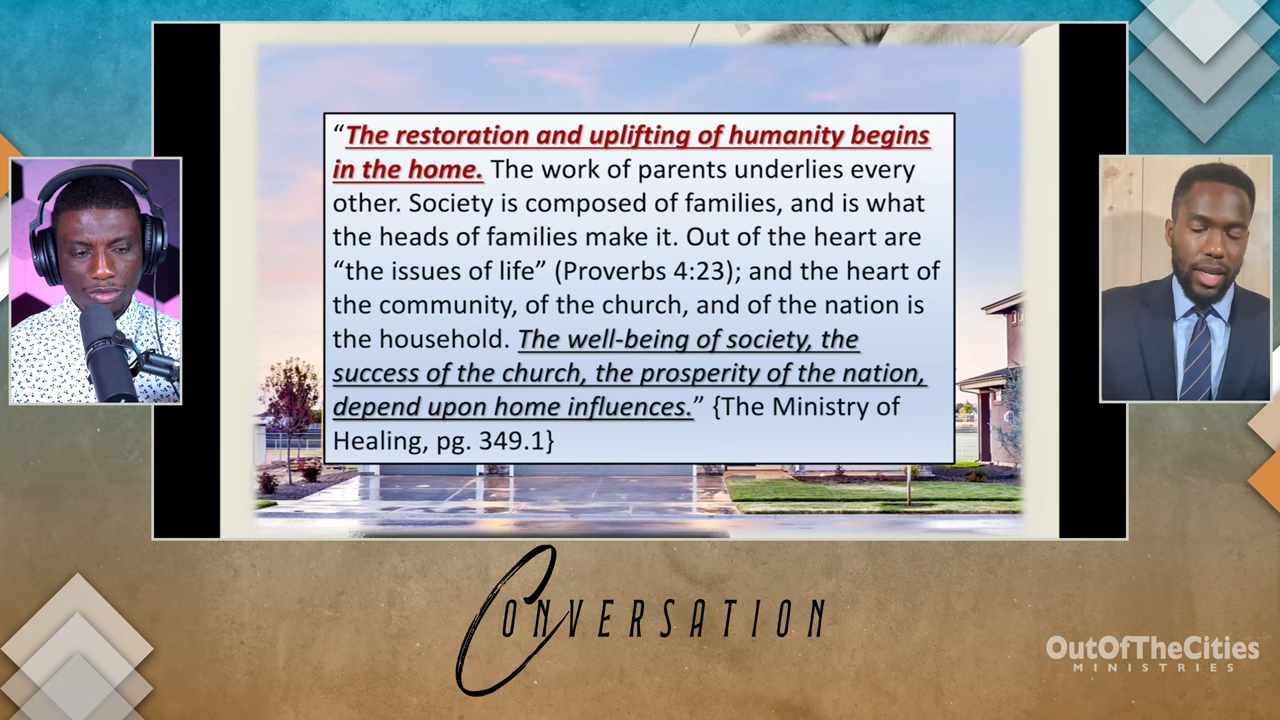 “The restoration and uplifting of humanity begins
in the home. The work of parents underlies every
other. Society is composed of families, and is what
the heads of families make it. Out of the heart are
“the issues of life” (Proverbs 4:23); and the heart of
the community, of the church, and of the nation is
the household. The well-being of society, the
success of the church, the prosperity of the nation,
depend upon home influences.” {The Ministry of
Healing, pg. 349.1}
CONVERSATION
OutOfTheCities
MINISTRIES